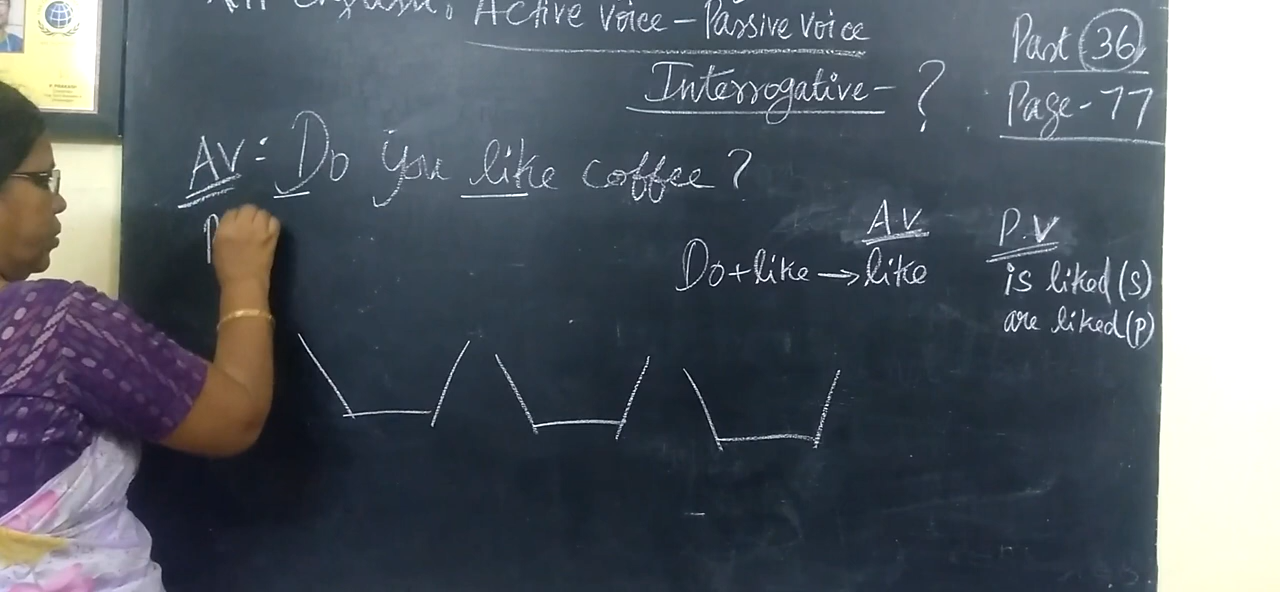 English: Active Voice - Passive Voice
Interrogative - ?
Part 36
Page - 77
AV: Do you like coffee ?
P
A.V P.V
Do+like → like is liked (S)
are liked (P)